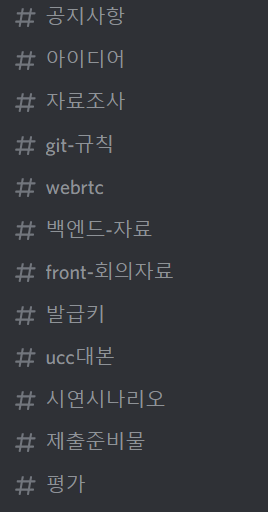 # 공지사항
# 아이디어
# 자료조사
# git-규칙
# webrtc
# 백엔드-자료
# front-회의자료
# 발급키
# ucc대본
# 시연시나리오
# 제출준비물
# 평가